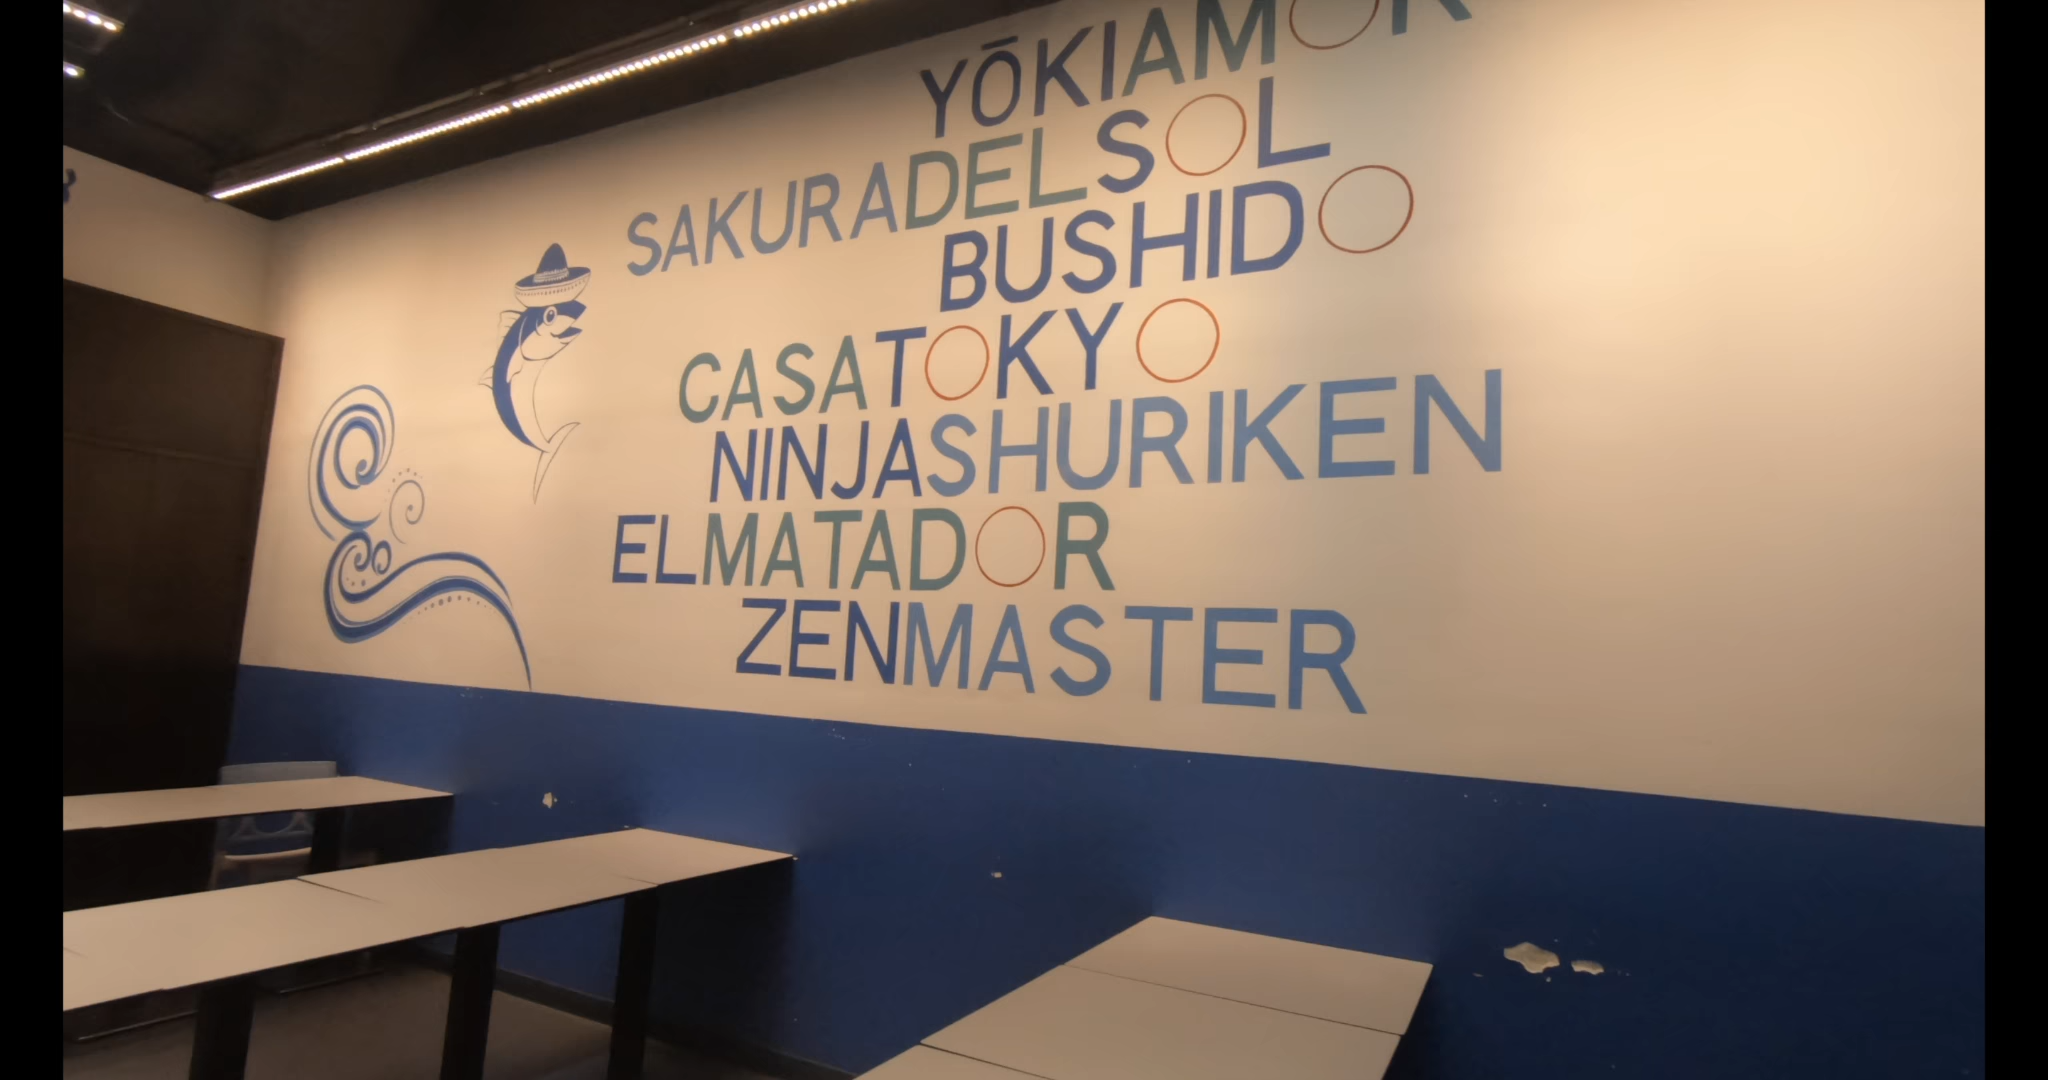 YŌKIAMOR
SAKURADELSOL
BUSHIDO
CASATOKYO
NINJASHURIKEN
ELMATADOR
ZENMASTER